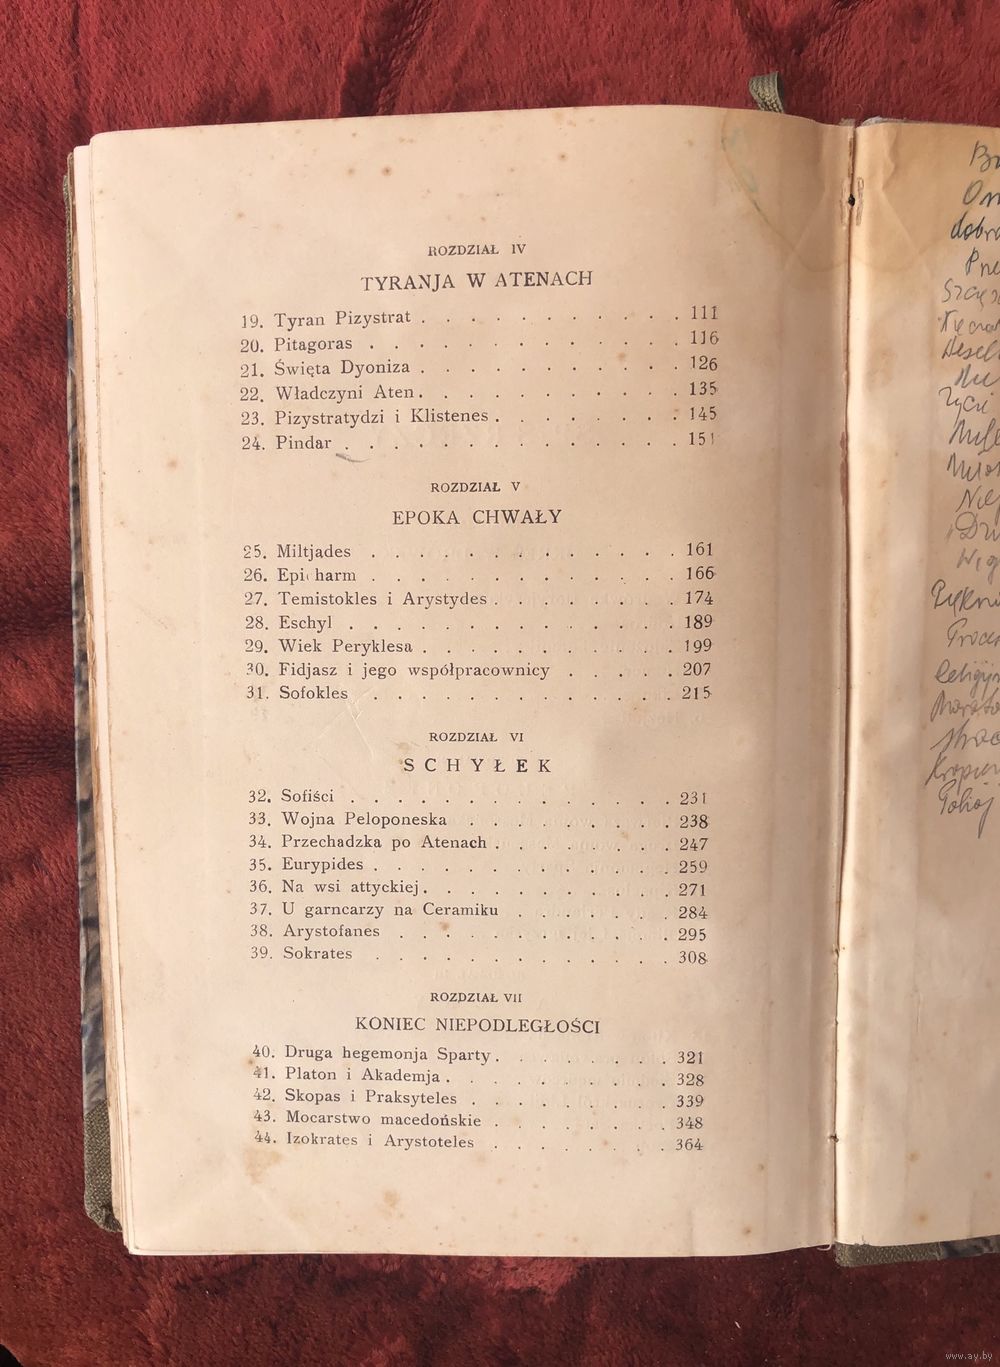 ROZDZIAŁ IV
TYRANJA W ATENACH
19. Tyran Pizystrat . . . . . . . . . . . 111
20. Pitagoras . . . . . . . . . . . . . 116
21. Święta Dyoniza . . . . . . . . . . . 126
22. Władczyni Aten . . . . . . . . . . . 135
23. Pizystratydzi i Klistenes . . . . . . . . 145
24. Pindar . . . . . . . . . . . . . . 151
ROZDZIAŁ V
EPOKA CHWAŁY
25. Miltjades . . . . . . . . . . . . . 161
26. Epicharm . . . . . . . . . . . . . 166
27. Temistokles i Arystydes . . . . . . . . 174
28. Eschyl . . . . . . . . . . . . . . 189
29. Wiek Peryklesa . . . . . . . . . . . 199
30. Fidjasz i jego współpracownicy . . . . . 207
31. Sofokles . . . . . . . . . . . . . 215
ROZDZIAŁ VI
SCHYŁEK
32. Sofiści . . . . . . . . . . . . . . 231
33. Wojna Peloponeska . . . . . . . . . 238
34. Przechadzka po Atenach . . . . . . . . 247
35. Eurypides . . . . . . . . . . . . . 259
36. Na wsi attyckiej . . . . . . . . . . . 271
37. U garncarzy na Ceramiku . . . . . . . 284
38. Arystofanes . . . . . . . . . . . . 295
39. Sokrates . . . . . . . . . . . . . 308
ROZDZIAŁ VII
KONIEC NIEPODLEGŁOŚCI
40. Druga hegemonja Sparty . . . . . . . . 321
41. Platon i Akademja . . . . . . . . . . 328
42. Skopas i Praksyteles . . . . . . . . . 339
43. Mocarstwo macedońskie . . . . . . . . 348
44. Izokrates i Arystoteles . . . . . . . . 364
www.ay.by